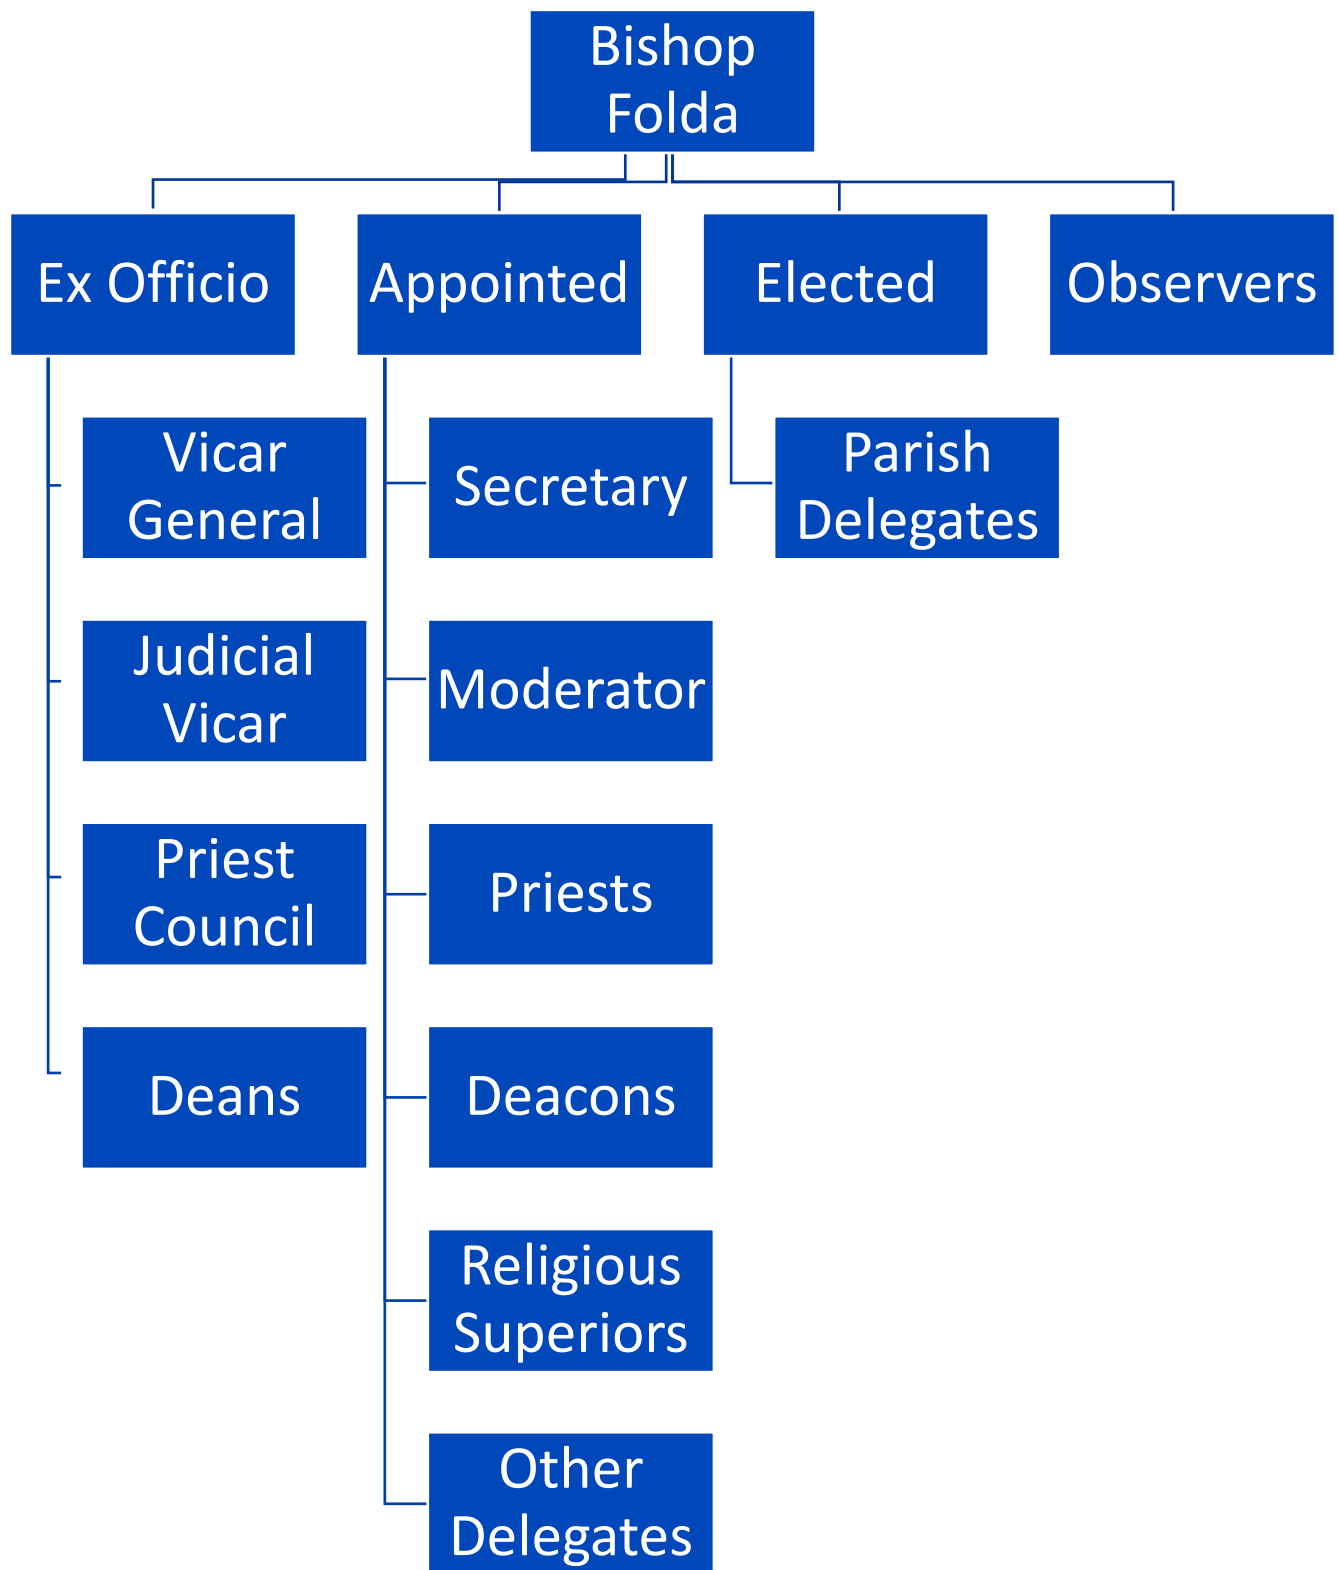 Bishop
Folda
Ex Officio
Appointed
Elected
Observers
Vicar
General
Secretary
Parish
Delegates
Judicial
Vicar
Moderator
Priest
Council
Priests
Deans
Deacons
Religious
Superiors
Other
Delegates